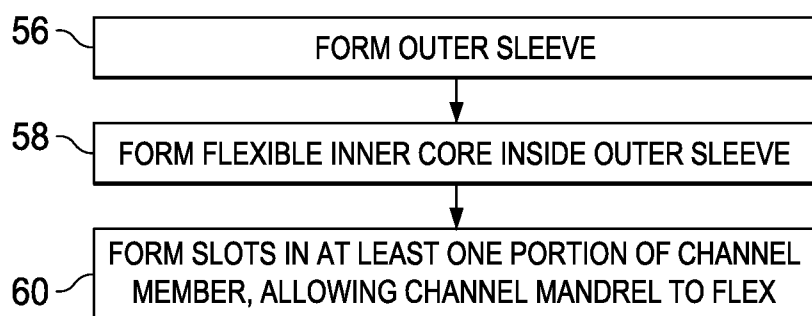 56
FORM OUTER SLEEVE
58
FORM FLEXIBLE INNER CORE INSIDE OUTER SLEEVE
60
FORM SLOTS IN AT LEAST ONE PORTION OF CHANNEL
MEMBER, ALLOWING CHANNEL MANDREL TO FLEX